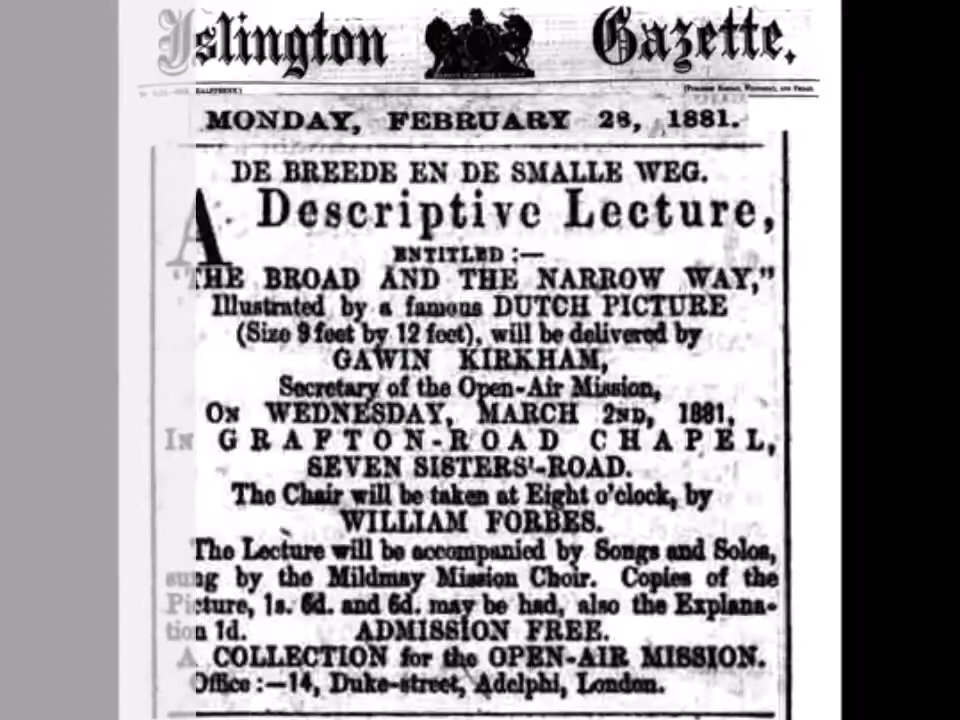 Islington Gazette.
MONDAY, FEBRUARY 28, 1881.
DE BREEDE EN DE SMALLE WEG.
A Descriptive Lecture,
ENTITLED :—
"THE BROAD AND THE NARROW WAY,"
Illustrated by a famous DUTCH PICTURE
(Size 9 feet by 12 feet), will be delivered by
GAWIN KIRKHAM,
Secretary of the Open-Air Mission,
On WEDNESDAY, MARCH 2ND, 1881,
In GRAFTON-ROAD CHAPEL,
SEVEN SISTERS'-ROAD.
The Chair will be taken at Eight o'clock, by
WILLIAM FORBES.
The Lecture will be accompanied by Songs and Solos,
sung by the Mildmay Mission Choir. Copies of the
Picture, 1s. 6d. and 6d. may be had, also the Explana-
tion 1d. ADMISSION FREE.
A COLLECTION for the OPEN-AIR MISSION.
Office :—14, Duke-street, Adelphi, London.